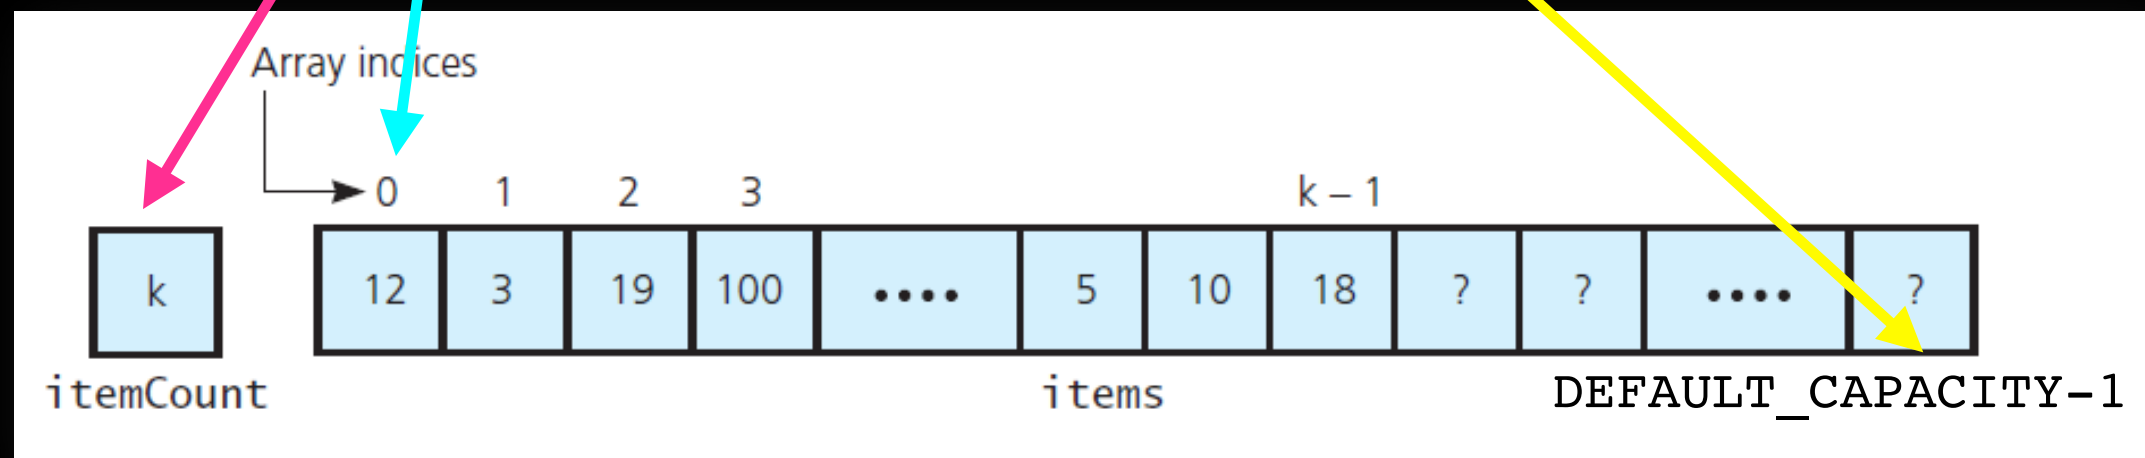 Array indices
0 1 2 3 k – 1
k 12 3 19 100 •••• 5 10 18 ? ? •••• ?
itemCount items DEFAULT_CAPACITY-1